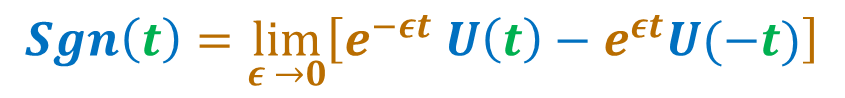 Sgn(t) = lim[e^{-ϵt} U(t) − e^{ϵt}U(−t)]
ϵ →0